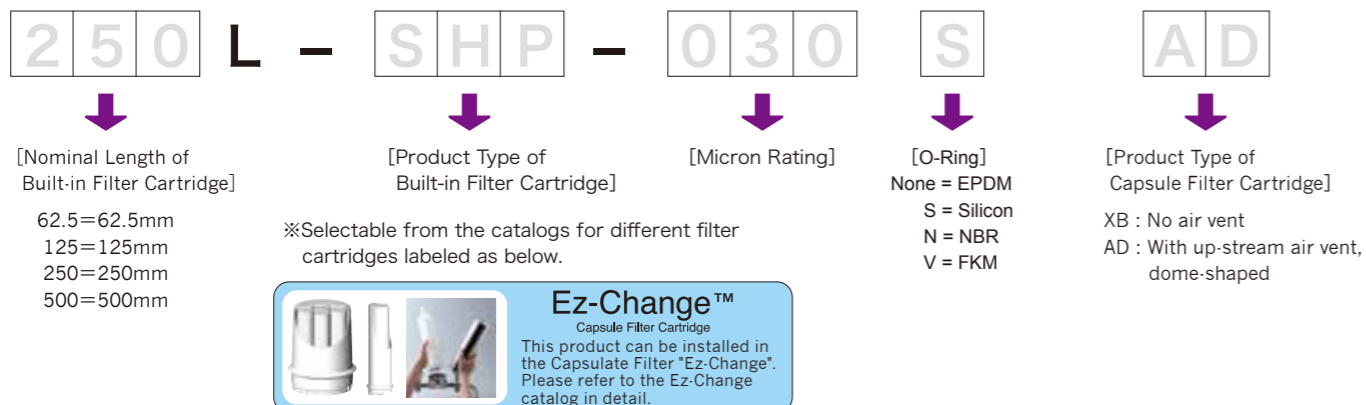 250 L - SHP - 030 S AD
[Nominal Length of
Built-in Filter Cartridge]
62.5=62.5mm
125=125mm
250=250mm
500=500mm
[Product Type of
Built-in Filter Cartridge]
※Selectable from the catalogs for different filter
cartridges labeled as below.
Ez-Change™
Capsule Filter Cartridge
This product can be installed in
the Capsulate Filter "Ez-Change".
Please refer to the Ez-Change
catalog in detail.
[Micron Rating]
[O-Ring]
None = EPDM
S = Silicon
N = NBR
V = FKM
[Product Type of
Capsule Filter Cartridge]
XB : No air vent
AD : With up-stream air vent,
dome-shaped